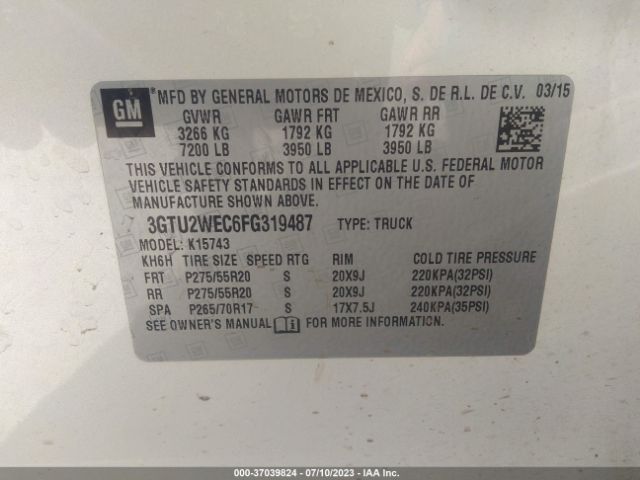 GM
*MFD BY GENERAL MOTORS DE MEXICO, S. DE R.L. DE C.V. 03/15
GVWR GAWR FRT GAWR RR
3266 KG 1792 KG 1792 KG
7200 LB 3950 LB 3950 LB
THIS VEHICLE CONFORMS TO ALL APPLICABLE U.S. FEDERAL MOTOR
VEHICLE SAFETY STANDARDS IN EFFECT ON THE DATE OF
MANUFACTURE SHOWN ABOVE.
3GTU2WEC6FG319487 TYPE: TRUCK
MODEL: K15743
KH6H TIRE SIZE SPEED RTG RIM COLD TIRE PRESSURE
FRT P275/55R20 S 20X9J 220KPA(32PSI)
RR P275/55R20 S 20X9J 220KPA(32PSI)
SPA P265/70R17 S 17X7.5J 240KPA(35PSI)
SEE OWNER'S MANUAL FOR MORE INFORMATION.
000-37039824 / 07/10/2023 - IAA Inc.